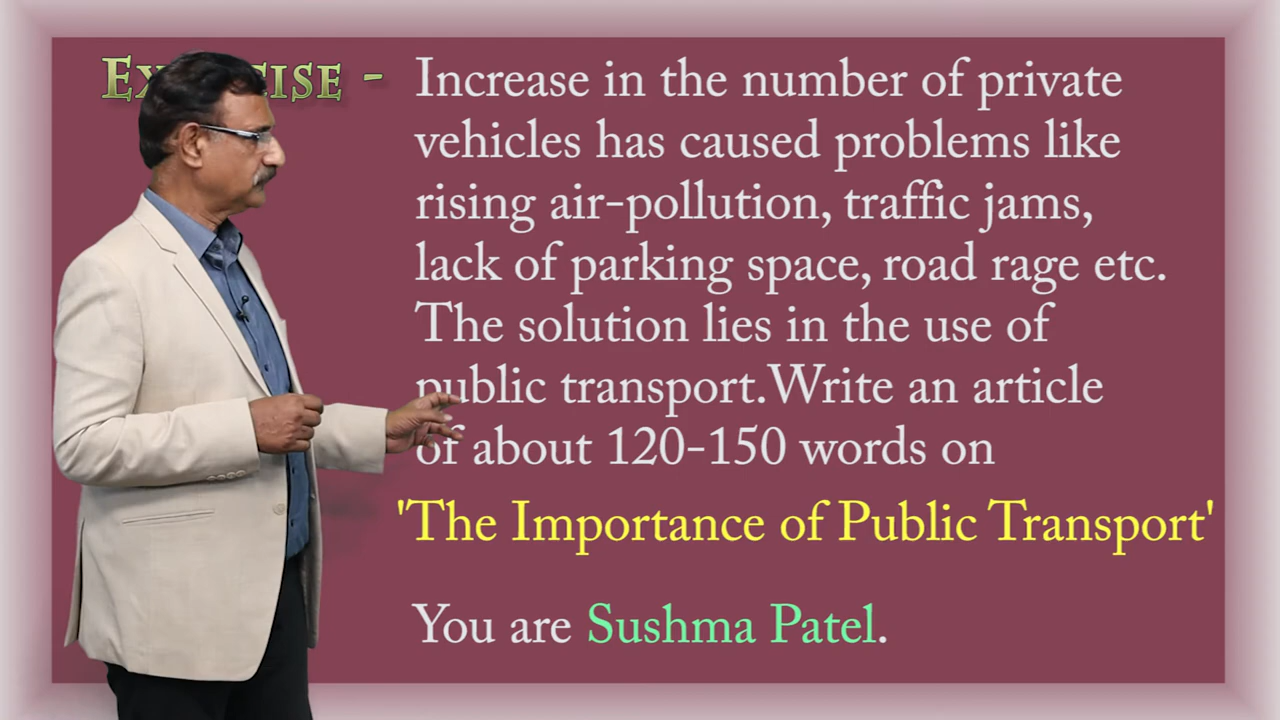 Increase in the number of private
vehicles has caused problems like
rising air-pollution, traffic jams,
lack of parking space, road rage etc.
The solution lies in the use of
public transport.Write an article
of about 120-150 words on
'The Importance of Public Transport'
You are Sushma Patel.